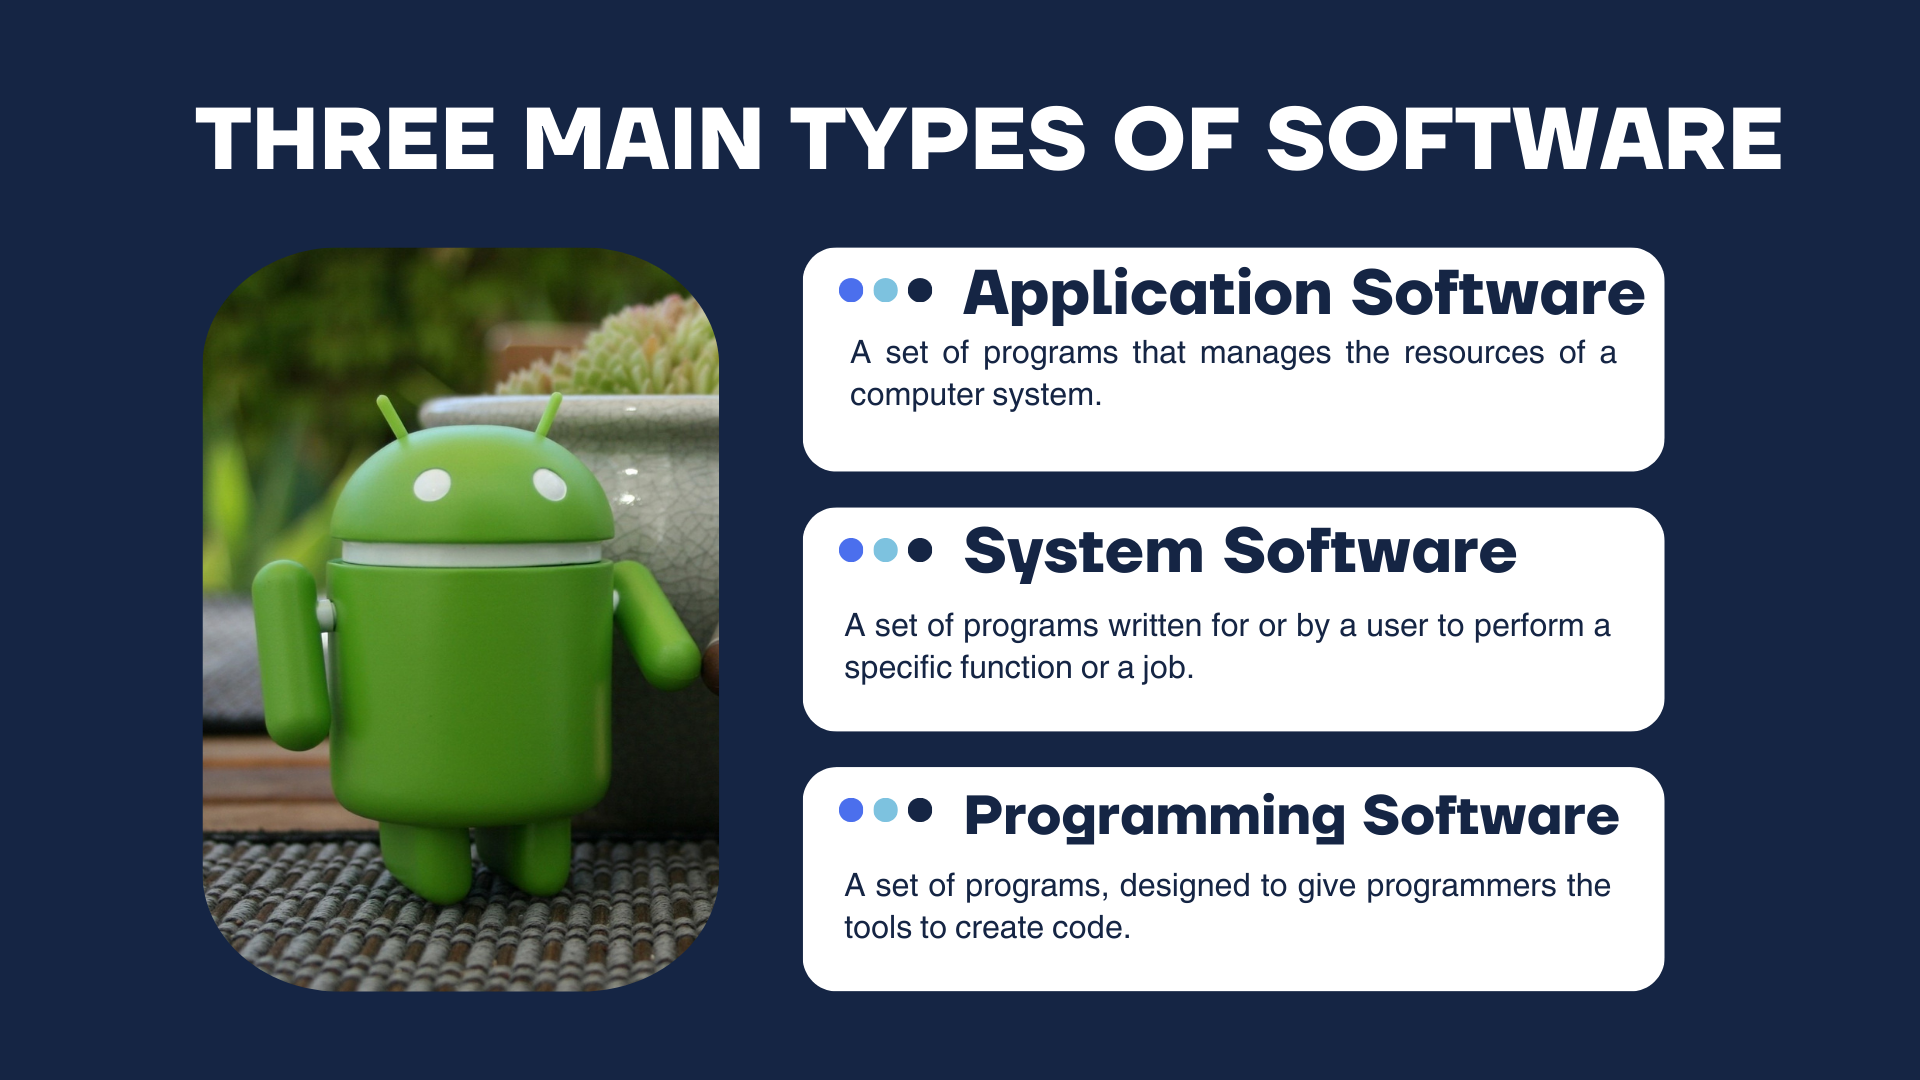 THREE MAIN TYPES OF SOFTWARE
Application Software
A set of programs that manages the resources of a
computer system.
System Software
A set of programs written for or by a user to perform a
specific function or a job.
Programming Software
A set of programs, designed to give programmers the
tools to create code.